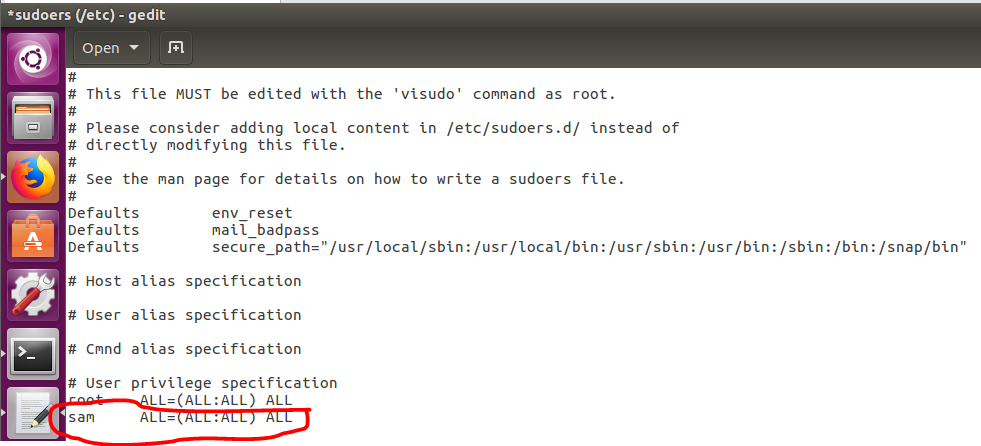 *sudoers (/etc) - gedit
Open
#
# This file MUST be edited with the 'visudo' command as root.
#
# Please consider adding local content in /etc/sudoers.d/ instead of
# directly modifying this file.
#
# See the man page for details on how to write a sudoers file.
#
Defaults        env_reset
Defaults        mail_badpass
Defaults        secure_path="/usr/local/sbin:/usr/local/bin:/usr/sbin:/usr/bin:/sbin:/bin:/snap/bin"
# Host alias specification
# User alias specification
# Cmnd alias specification
# User privilege specification
root    ALL=(ALL:ALL) ALL
sam     ALL=(ALL:ALL) ALL